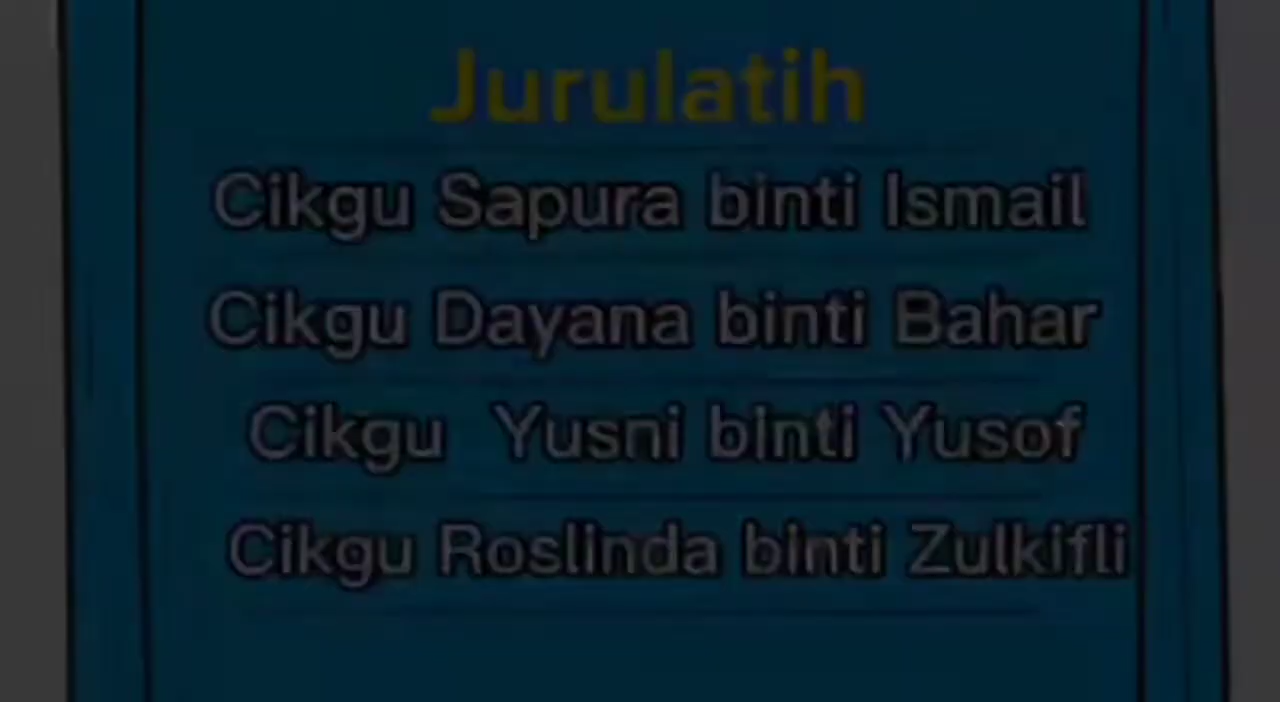 Jurulatih
Cikgu Sapura binti Ismail
Cikgu Dayana binti Bahar
Cikgu Yusni binti Yusof
Cikgu Roslinda binti Zulkifli